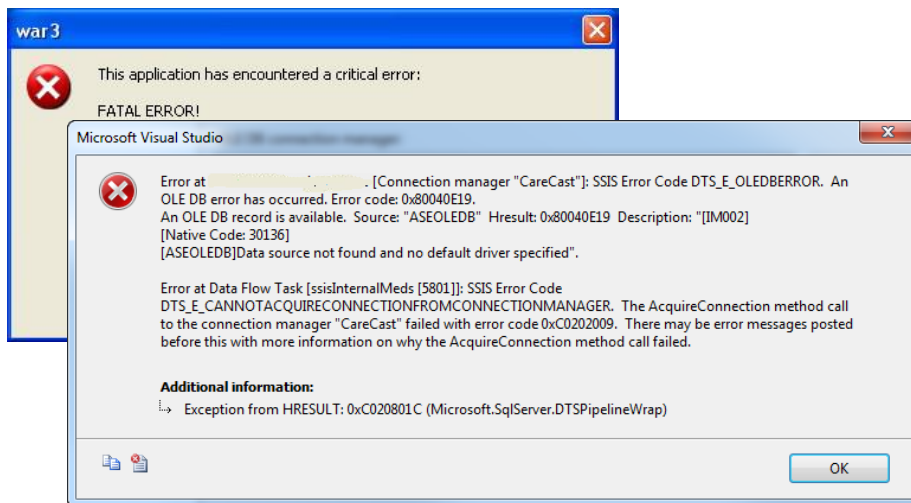 war3
This application has encountered a critical error:
FATAL ERROR!
Microsoft Visual Studio
Error at . [Connection manager "CareCast"]: SSIS Error Code DTS_E_OLEDBERROR. An
OLE DB error has occurred. Error code: 0x80040E19.
An OLE DB record is available. Source: "ASEOLEDB" Hresult: 0x80040E19 Description: "[IM002]
[Native Code: 30136]
[ASEOLEDB]Data source not found and no default driver specified".
Error at Data Flow Task [ssisInternalMeds [5801]]: SSIS Error Code
DTS_E_CANNOTACQUIRECONNECTIONFROMCONNECTIONMANAGER. The AcquireConnection method call
to the connection manager "CareCast" failed with error code 0xC0202009. There may be error messages posted
before this with more information on why the AcquireConnection method call failed.
Additional information:
Exception from HRESULT: 0xC020801C (Microsoft.SqlServer.DTSPipelineWrap)
OK